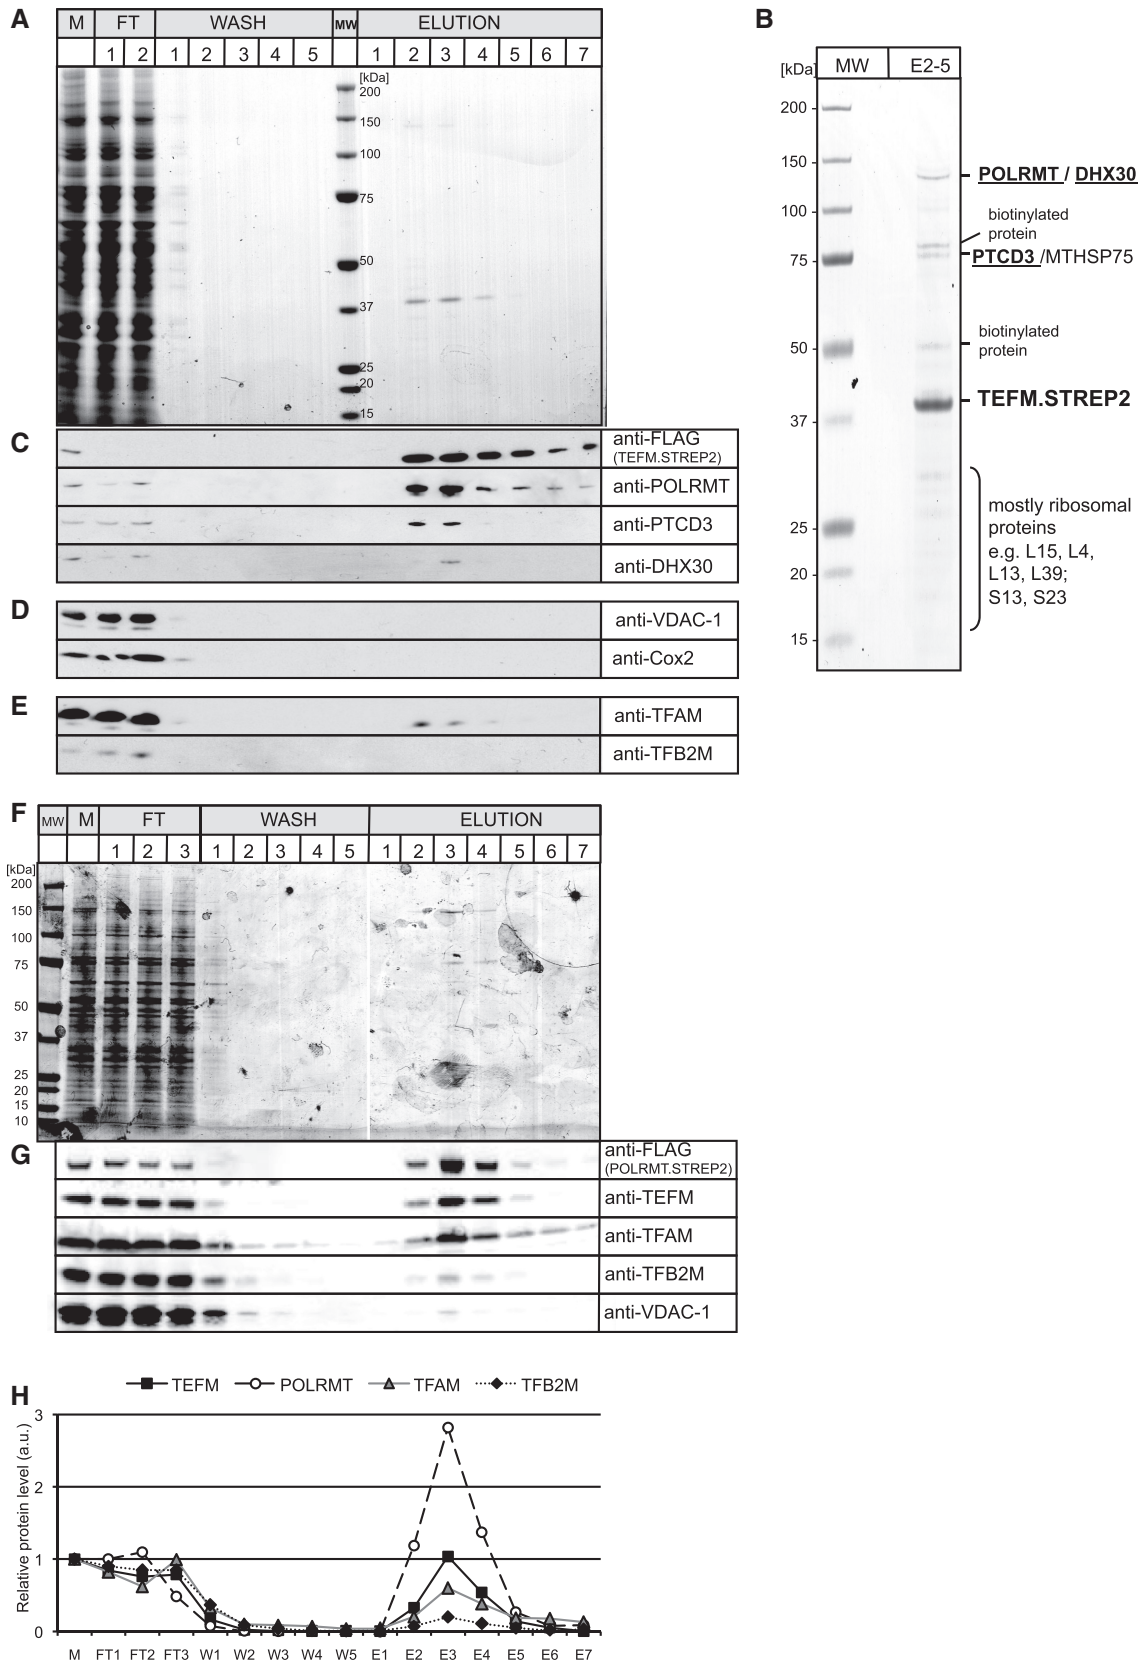 A
M FT WASH MW ELUTION
1 2 1 2 3 4 5 1 2 3 4 5 6 7
[kDa]
200
150
100
75
50
37
25
20
15
B
[kDa] MW E2-5
200
150
100
75
50
37
25
20
15
POLRMT / DHX30
biotinylated
protein
PTCD3 /MTHSP75
biotinylated
protein
TEFM.STREP2
mostly ribosomal
proteins
e.g. L15, L4,
L13, L39;
S13, S23
C
anti-FLAG
(TEFM.STREP2)
anti-POLRMT
anti-PTCD3
anti-DHX30
D
anti-VDAC-1
anti-Cox2
E
anti-TFAM
anti-TFB2M
F
MW M FT WASH ELUTION
1 2 3 1 2 3 4 5 1 2 3 4 5 6 7
[kDa]
200
150
100
75
50
37
25
20
15
10
G
anti-FLAG
(POLRMT.STREP2)
anti-TEFM
anti-TFAM
anti-TFB2M
anti-VDAC-1
H
TEFM POLRMT TFAM TFB2M
Relative protein level (a.u.)
3
2
1
0
M FT1 FT2 FT3 W1 W2 W3 W4 W5 E1 E2 E3 E4 E5 E6 E7